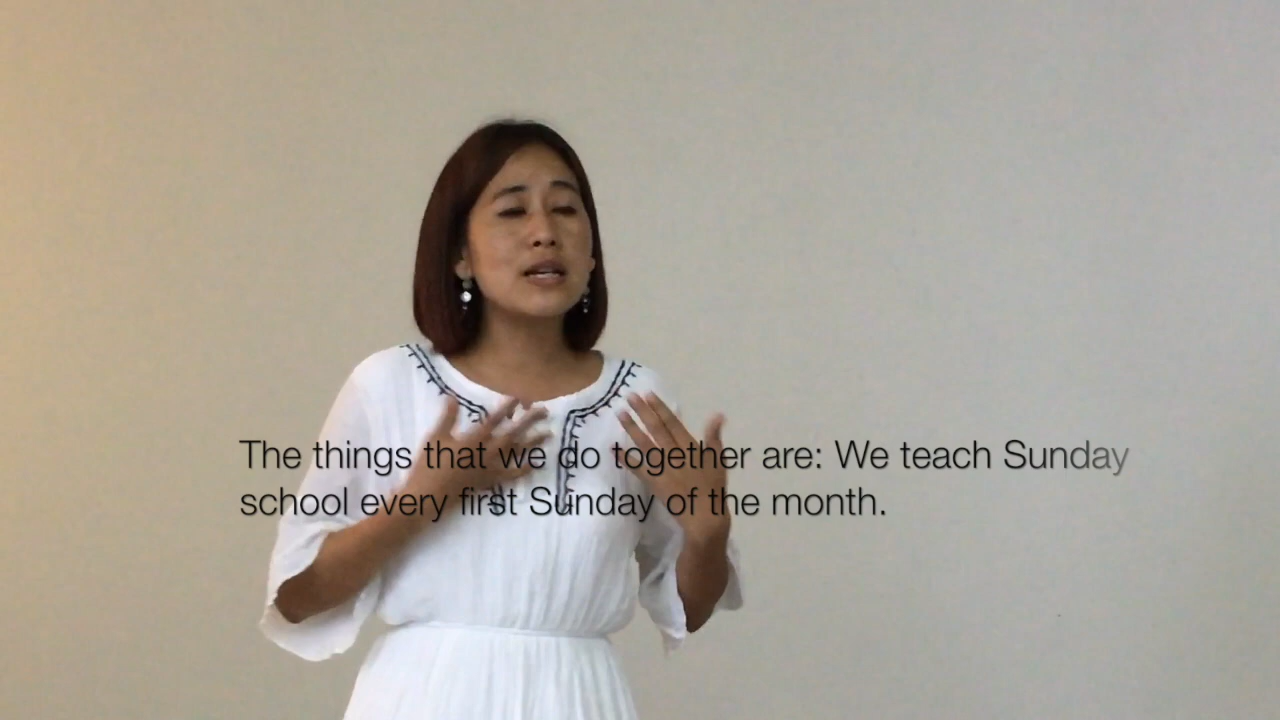 The things that we do together are: We teach Sunday
school every first Sunday of the month.